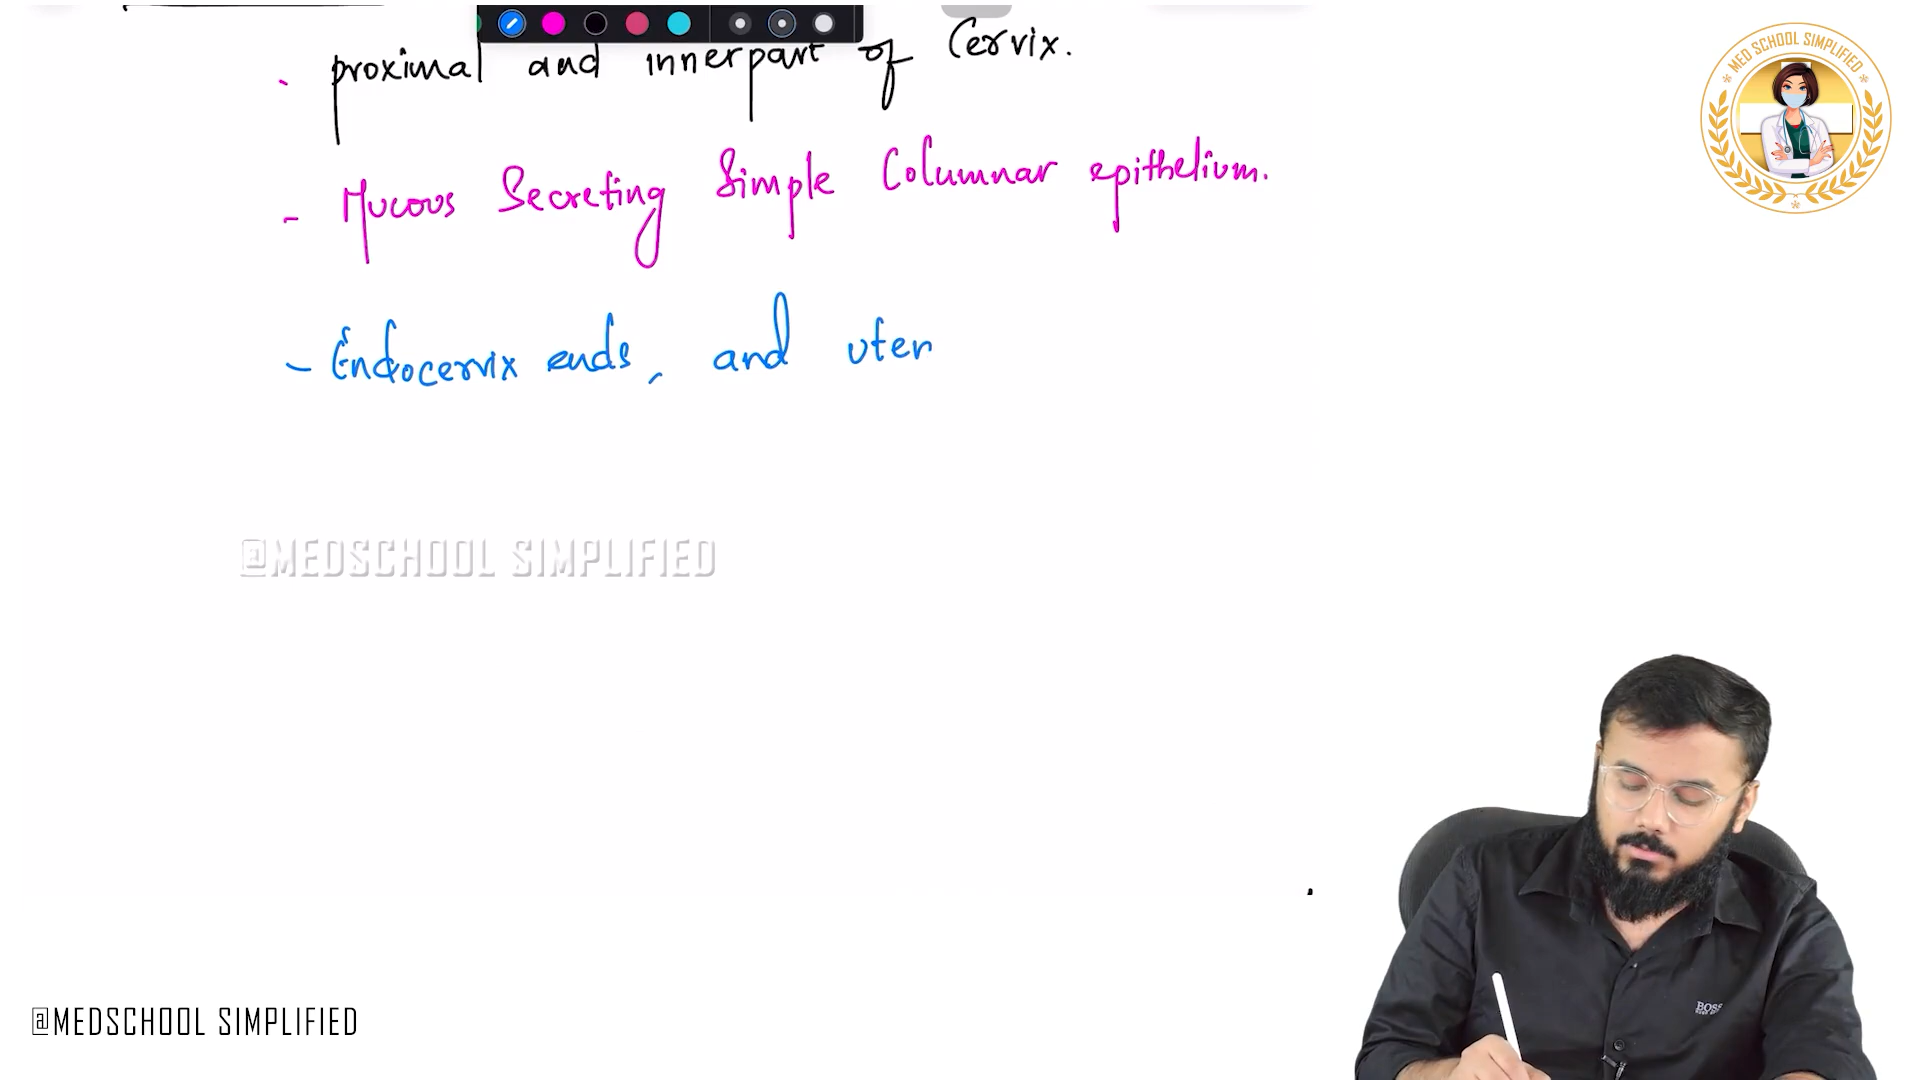 proximal and innerpart of Cervix.
MED SCHOOL SIMPLIFIED
- Mucous Secreting Simple Columnar epithelium.
- Endocervix ends, and uter
@MEDSCHOOL SIMPLIFIED
BOSS
@MEDSCHOOL SIMPLIFIED